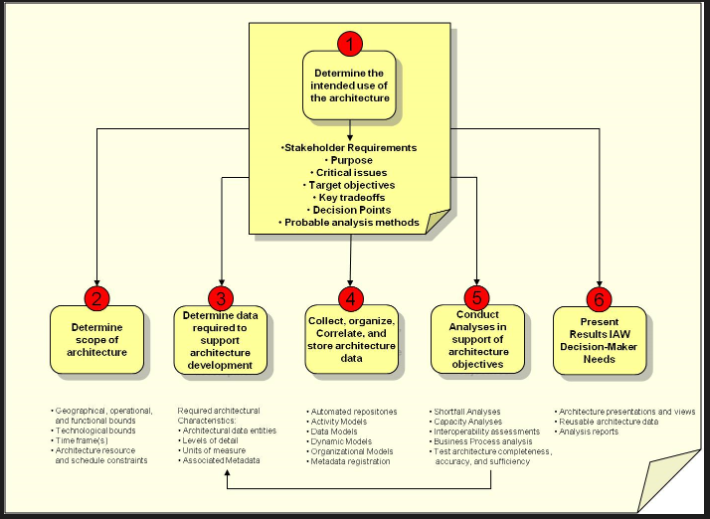 1
Determine the
intended use of
the architecture
•Stakeholder Requirements
• Purpose
• Critical issues
• Target objectives
• Key tradeoffs
• Decision Points
• Probable analysis methods
2
Determine
scope of
architecture
• Geographical, operational,
and functional bounds
• Technological bounds
• Time frame(s)
• Architecture resource
and schedule constraints
3
Determine data
required to
support
architecture
development
Required architectural
Characteristics:
• Architectural data entities
• Levels of detail
• Units of measure
• Associated Metadata
4
Collect, organize,
Correlate, and
store architecture
data
• Automated repositories
• Activity Models
• Data Models
• Dynamic Models
• Organizational Models
• Metadata registration
5
Conduct
Analyses in
support of
architecture
objectives
• Shortfall Analyses
• Capacity Analyses
• Interoperability assessments
• Business Process analysis
• Test architecture completeness,
accuracy, and sufficiency
6
Present
Results IAW
Decision-Maker
Needs
• Architecture presentations and views
• Reusable architecture data
• Analysis reports